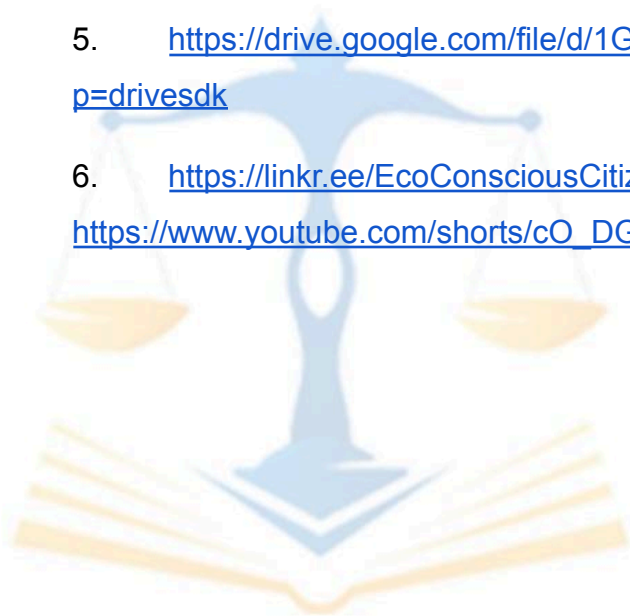 5. https://drive.google.com/file/d/1G
p=drivesdk
6. https://linkr.ee/EcoConsciousCitiz
https://www.youtube.com/shorts/cO_DG